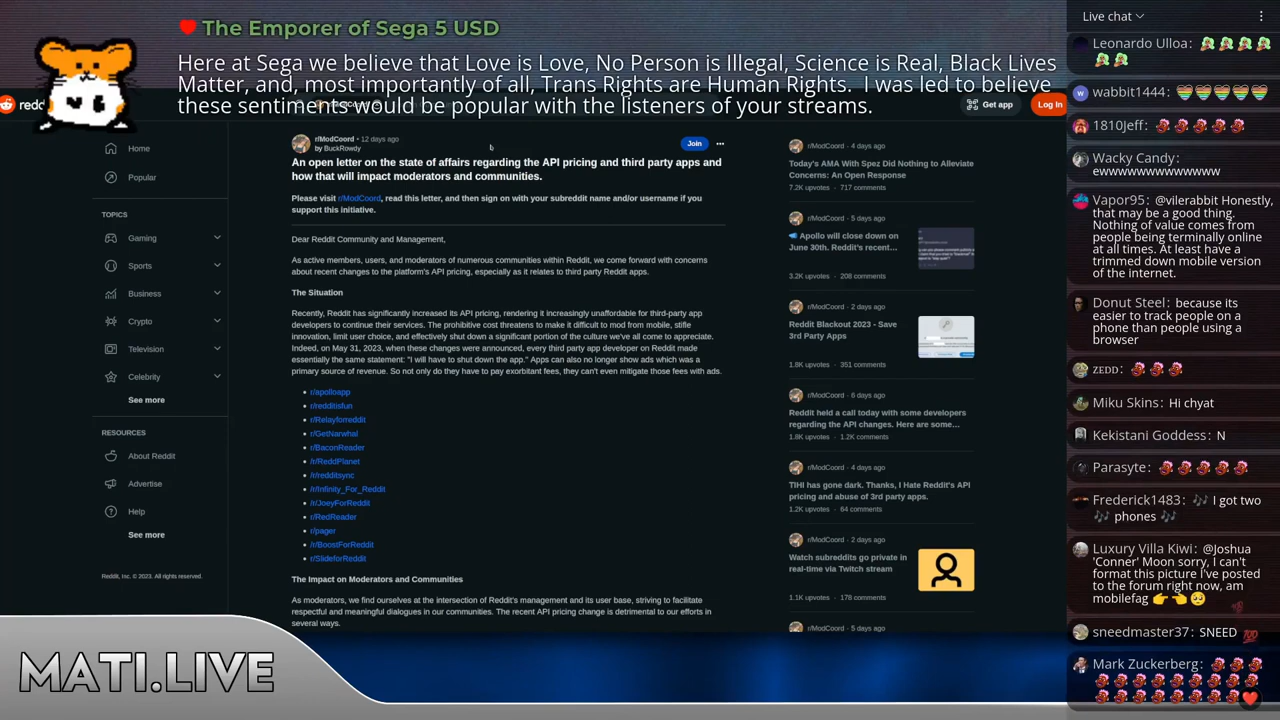 The Emporer of Sega 5 USD
Here at Sega we believe that Love is Love, No Person is Illegal, Science is Real, Black Lives
Matter, and, most importantly of all, Trans Rights are Human Rights. I was led to believe
these sentiments would be popular with the listeners of your streams.
Get app
Log In
Home
Popular
TOPICS
Gaming
Sports
Business
Crypto
Television
Celebrity
See more
RESOURCES
About Reddit
Advertise
Help
See more
Reddit, Inc. © 2023. All rights reserved.
r/ModCoord • 12 days ago
by BuckRowdy
Join
An open letter on the state of affairs regarding the API pricing and third party apps and
how that will impact moderators and communities.
Please visit r/ModCoord, read this letter, and then sign on with your subreddit name and/or username if you
support this initiative.
Dear Reddit Community and Management,
As active members, users, and moderators of numerous communities within Reddit, we come forward with concerns
about recent changes to the platform's API pricing, especially as it relates to third party Reddit apps.
The Situation
Recently, Reddit has significantly increased its API pricing, rendering it increasingly unaffordable for third-party app
developers to continue their services. The prohibitive cost threatens to make it difficult to mod from mobile, stifle
innovation, limit user choice, and effectively shut down a significant portion of the culture we've all come to appreciate.
Indeed, on May 31, 2023, when these changes were announced, every third party app developer on Reddit made
essentially the same statement: "I will have to shut down the app." Apps can also no longer show ads which was a
primary source of revenue. So not only do they have to pay exorbitant fees, they can't even mitigate those fees with ads.
• r/apolloapp
• r/redditisfun
• r/Relayforreddit
• r/GetNarwhal
• r/BaconReader
• /r/ReddPlanet
• /r/redditsync
• r/Infinity_For_Reddit
• /r/JoeyForReddit
• r/RedReader
• r/pager
• r/BoostForReddit
• r/SlideforReddit
The Impact on Moderators and Communities
As moderators, we find ourselves at the intersection of Reddit's management and its user base, striving to facilitate
respectful and meaningful dialogues in our communities. The recent API pricing change is detrimental to our efforts in
several ways.
r/ModCoord · 4 days ago
Today's AMA With Spez Did Nothing to Alleviate
Concerns: An Open Response
7.2K upvotes · 717 comments
r/ModCoord · 5 days ago
Apollo will close down on
June 30th. Reddit's recent…
3.2K upvotes · 208 comments
r/ModCoord · 2 days ago
Reddit Blackout 2023 - Save
3rd Party Apps
1.8K upvotes · 351 comments
r/ModCoord · 6 days ago
Reddit held a call today with some developers
regarding the API changes. Here are some…
1.8K upvotes · 1.2K comments
r/ModCoord · 4 days ago
TIHI has gone dark. Thanks, I Hate Reddit's API
pricing and abuse of 3rd party apps.
1.2K upvotes · 64 comments
r/ModCoord · 2 days ago
Watch subreddits go private in
real-time via Twitch stream
1.1K upvotes · 178 comments
r/ModCoord · 5 days ago
MATI.LIVE
Live chat
Leonardo Ulloa:
wabbit1444:
1810Jeff:
Wacky Candy:
ewwwwwwwwwwww
Vamo95: @vilerabbit Honestly,
that may be a good thing.
Nothing of value comes from
people being terminally online
at all times. At least have a
trimmed down mobile version
of the internet.
Donut Steel: because its
easier to track people on a
phonethan peopleusing a
browser
ZEDD:
Miku Skins: Hi chyat
Kekistani Goddess: N
Parasyte:
Frederick1483: I got two
phones
Luxury Villa Kiwi: @Joshua
'Conner' Moon sorry, I can't
format this picture I've posted
to the forum right now, am
mobilefag
sneedmaster37: SNEED
Mark Zuckerberg: